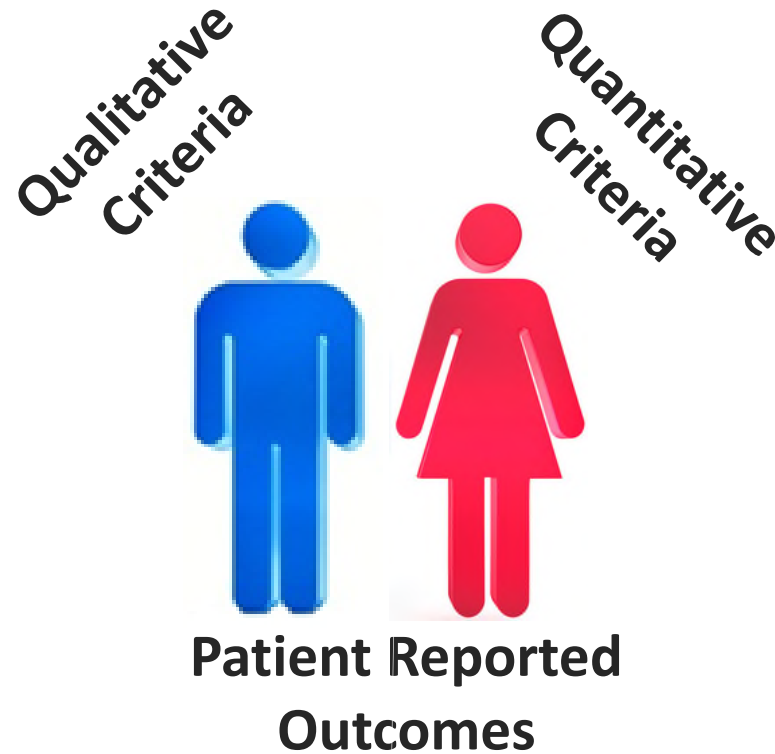 Qualitative
Criteria
Quantitative
Criteria
Patient Reported
Outcomes